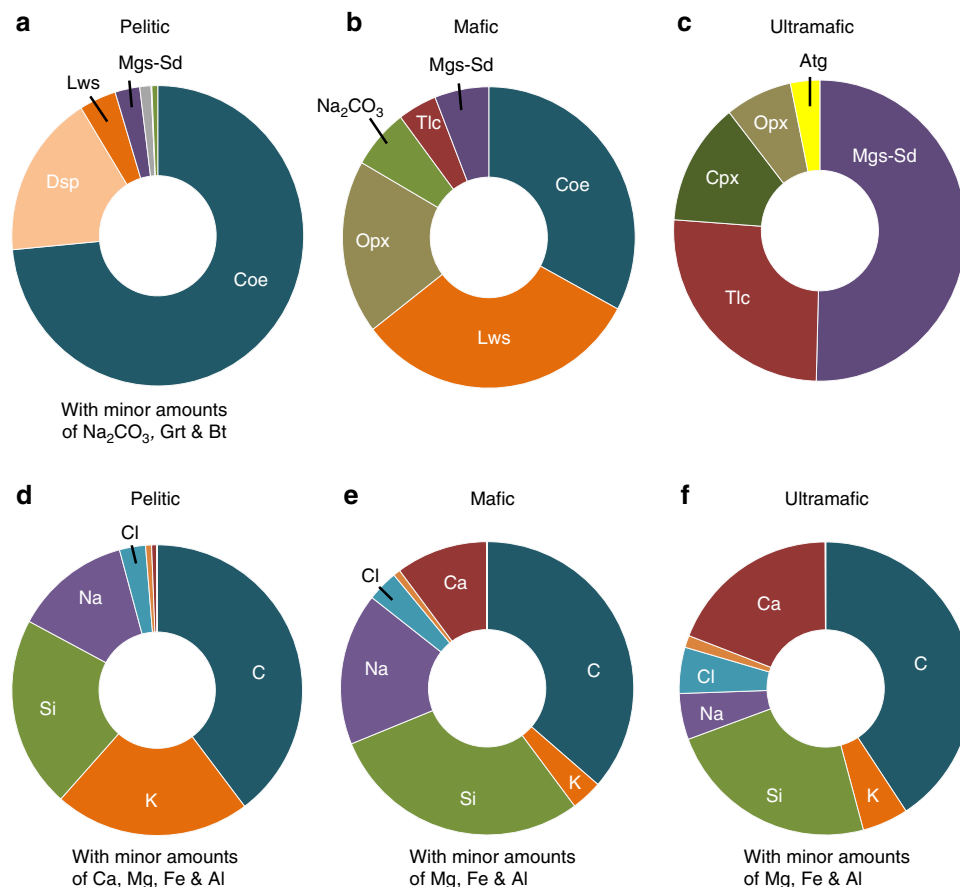 a
Pelitic
Lws
Mgs-Sd
Dsp
Coe
With minor amounts
of Na₂CO₃, Grt & Bt
b
Mafic
Mgs-Sd
Na₂CO₃
Tlc
Coe
Opx
Lws
c
Ultramafic
Atg
Opx
Mgs-Sd
Cpx
Tlc
d
Pelitic
Cl
Na
C
Si
K
With minor amounts
of Ca, Mg, Fe & Al
e
Mafic
Cl
Ca
Na
C
K
Si
With minor amounts
of Mg, Fe & Al
f
Ultramafic
Ca
C
Cl
Na
Si
K
With minor amounts
of Mg, Fe & Al